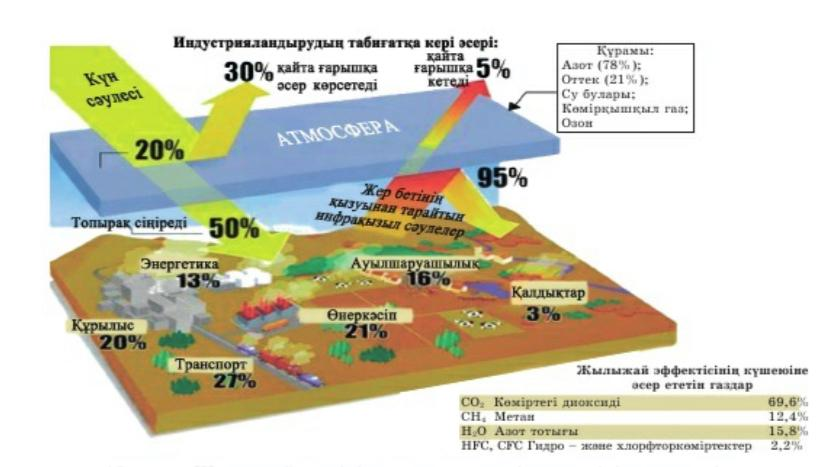 Индустрияландырудың табиғатқа кері әсері:
Күн
сәулесі
30% қайта ғарышқа
әсер көрсетеді
қайта
ғарышқа 5%
кетеді
Құрамы:
Азот (78%);
Оттек (21%);
Су булары;
Көмірқышқыл газ;
Озон
АТМОСФЕРА
20%
95%
Жер бетінің
қызуынан тарайтын
инфрақызыл сәулелер
Топырақ сіңіреді 50%
Энергетика
13%
Ауылшаруашылық
16%
Қалдықтар
3%
Құрылыс
20%
Өнеркәсіп
21%
Транспорт
27%
Жылыжай эффектісінің күшеюіне
әсер ететін газдар
CO₂ Көміртегі диоксиді 69,6%
CH₄ Метан 12,4%
H₂O Азот тотығы 15,8%
HFC, CFC Гидро – және хлорфторкөміртектер 2,2%